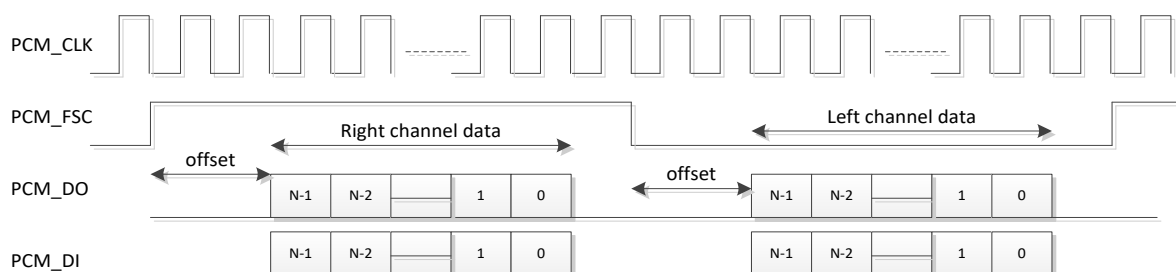 PCM_CLK
PCM_FSC
Right channel data
Left channel data
offset
offset
PCM_DO
N-1 N-2 1 0 N-1 N-2 1 0
PCM_DI
N-1 N-2 1 0 N-1 N-2 1 0